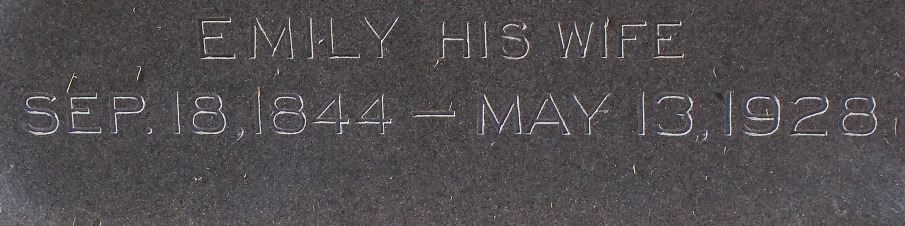 EMILY HIS WIFE
SEP. 18, 1844 — MAY 13, 1928